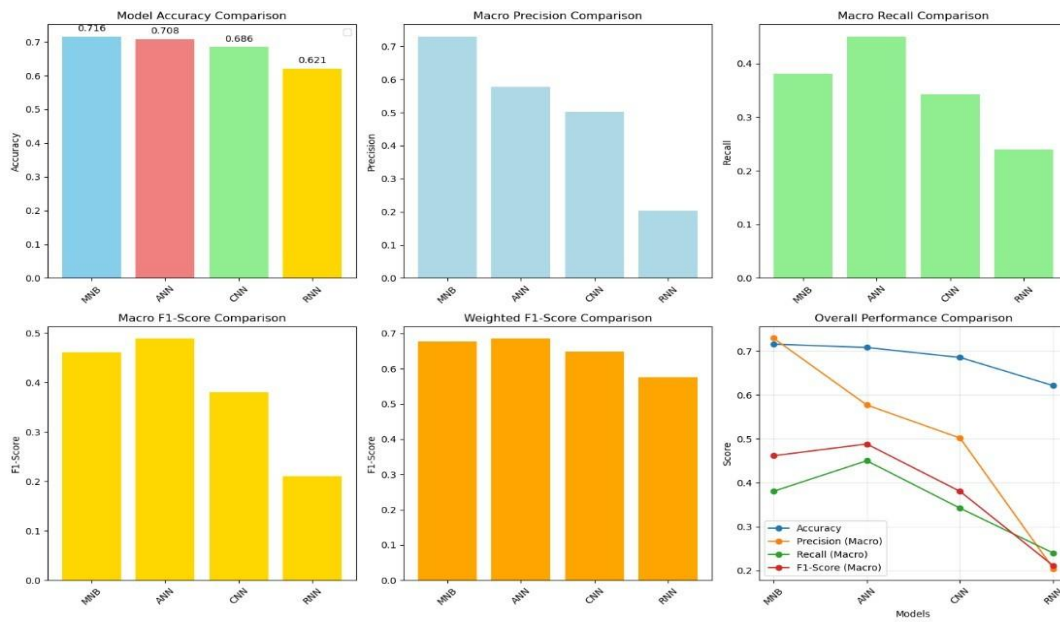 Model Accuracy Comparison
Accuracy
0.7
0.6
0.5
0.4
0.3
0.2
0.1
0.0
0.716
0.708
0.686
0.621
MNB
ANN
CNN
RNN
Macro Precision Comparison
Precision
0.7
0.6
0.5
0.4
0.3
0.2
0.1
0.0
MNB
ANN
CNN
RNN
Macro Recall Comparison
Recall
0.4
0.3
0.2
0.1
0.0
MNB
ANN
CNN
RNN
Macro F1-Score Comparison
F1-Score
0.5
0.4
0.3
0.2
0.1
0.0
MNB
ANN
CNN
RNN
Weighted F1-Score Comparison
F1-Score
0.7
0.6
0.5
0.4
0.3
0.2
0.1
0.0
MNB
ANN
CNN
RNN
Overall Performance Comparison
Score
0.7
0.6
0.5
0.4
0.3
0.2
Accuracy
Precision (Macro)
Recall (Macro)
F1-Score (Macro)
MNB
ANN
CNN
RNN
Models